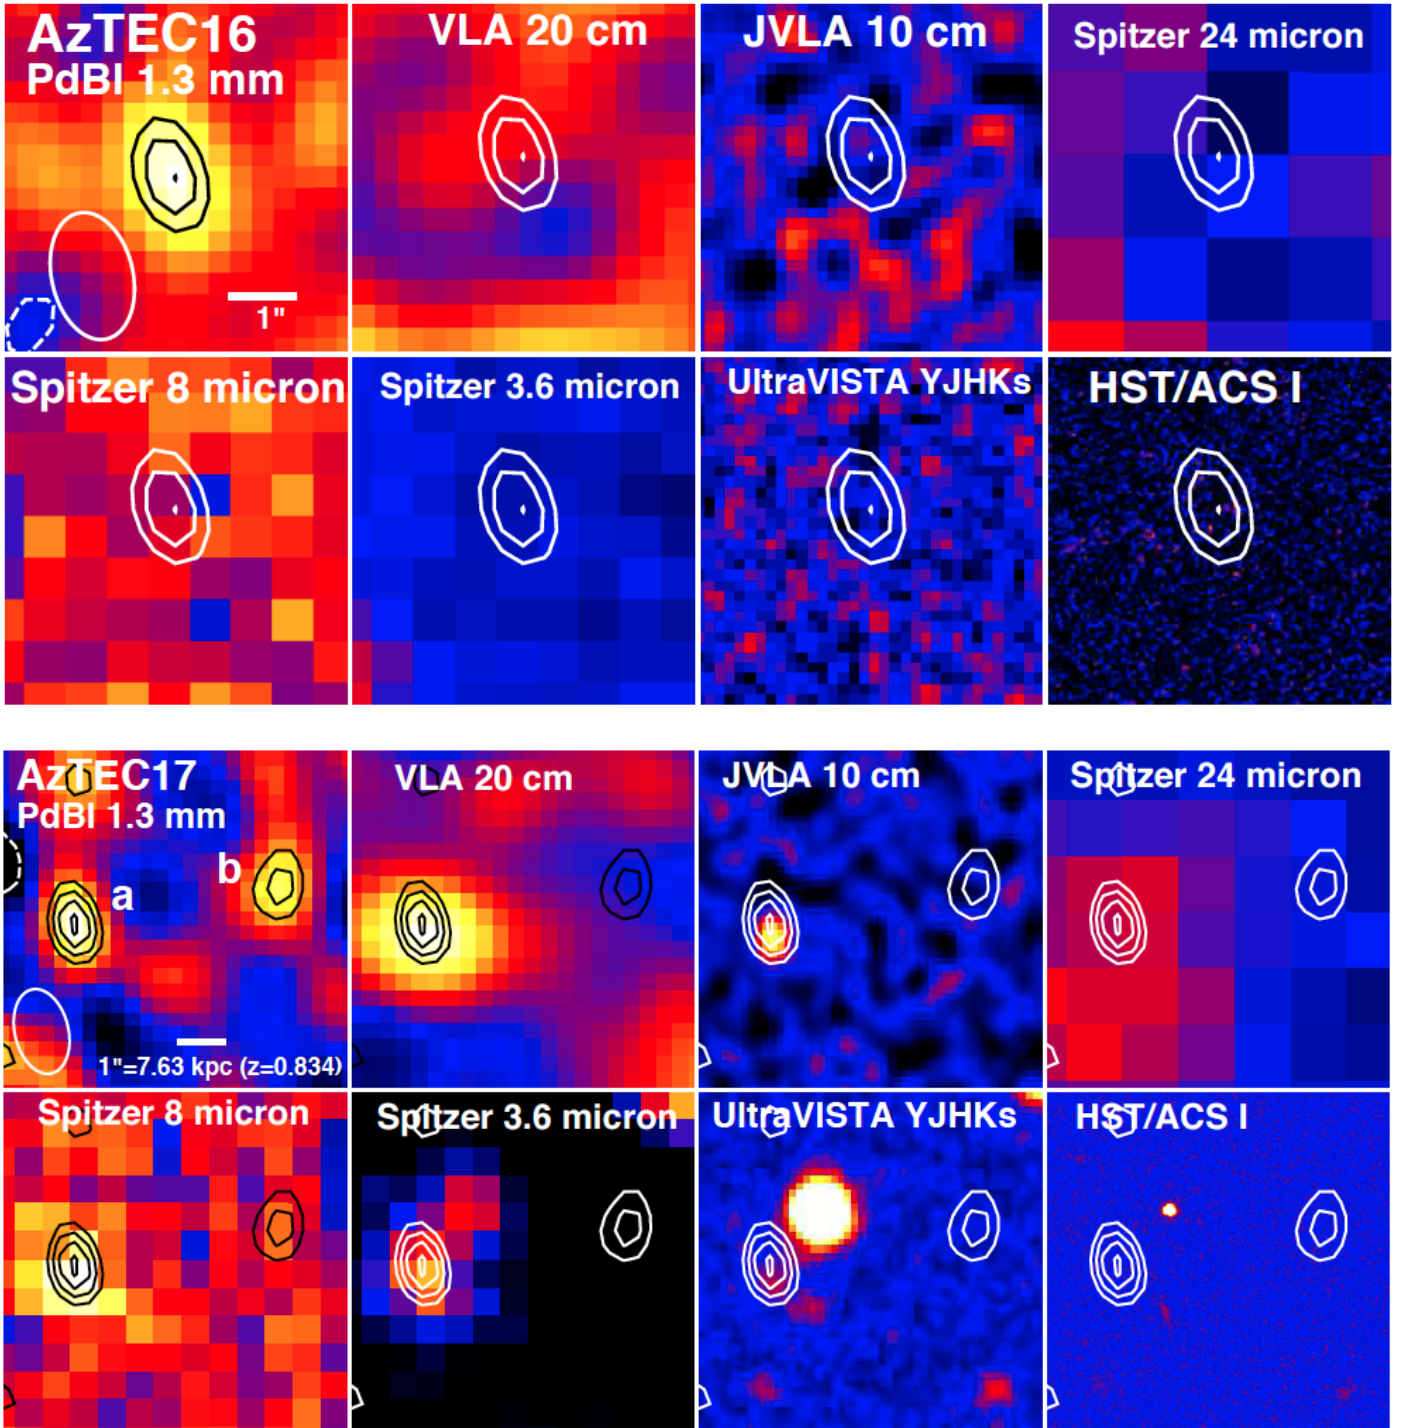 AzTEC16
PdBI 1.3 mm
1"
VLA 20 cm
JVLA 10 cm
Spitzer 24 micron
Spitzer 8 micron
Spitzer 3.6 micron
UltraVISTA YJHKs
HST/ACS I
AzTEC17
PdBI 1.3 mm
b
a
1"=7.63 kpc (z=0.834)
VLA 20 cm
JVLA 10 cm
Spitzer 24 micron
Spitzer 8 micron
Spitzer 3.6 micron
UltraVISTA YJHKs
HST/ACS I